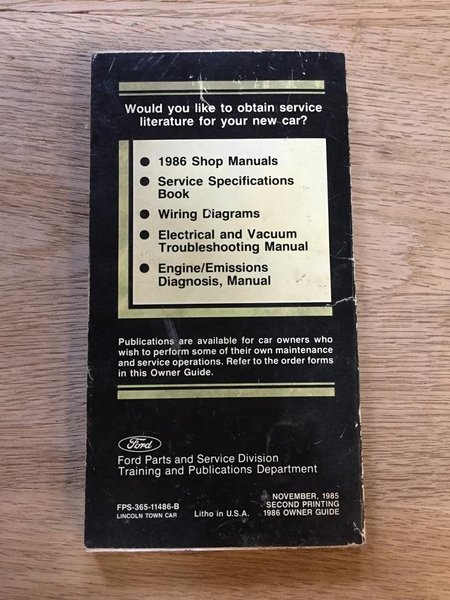 Would you like to obtain service
literature for your new car?
● 1986 Shop Manuals
● Service Specifications
Book
● Wiring Diagrams
● Electrical and Vacuum
Troubleshooting Manual
● Engine/Emissions
Diagnosis, Manual
Publications are available for car owners who
wish to perform some of their own maintenance
and service operations. Refer to the order forms
in this Owner Guide.
Ford
Ford Parts and Service Division
Training and Publications Department
FPS-365-11486-B
LINCOLN TOWN CAR
Litho in U.S.A.
NOVEMBER, 1985
SECOND PRINTING
1986 OWNER GUIDE